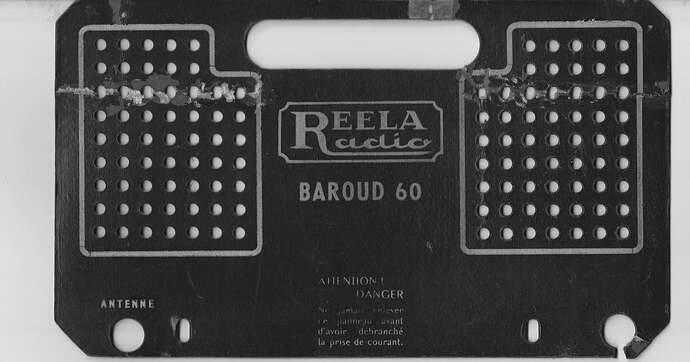 REELA
Radio
BAROUD 60
ANTENNE
ATTENTION!
DANGER
Ne jamais enlever
ce panneau avant
d'avoir débranché
la prise de courant.